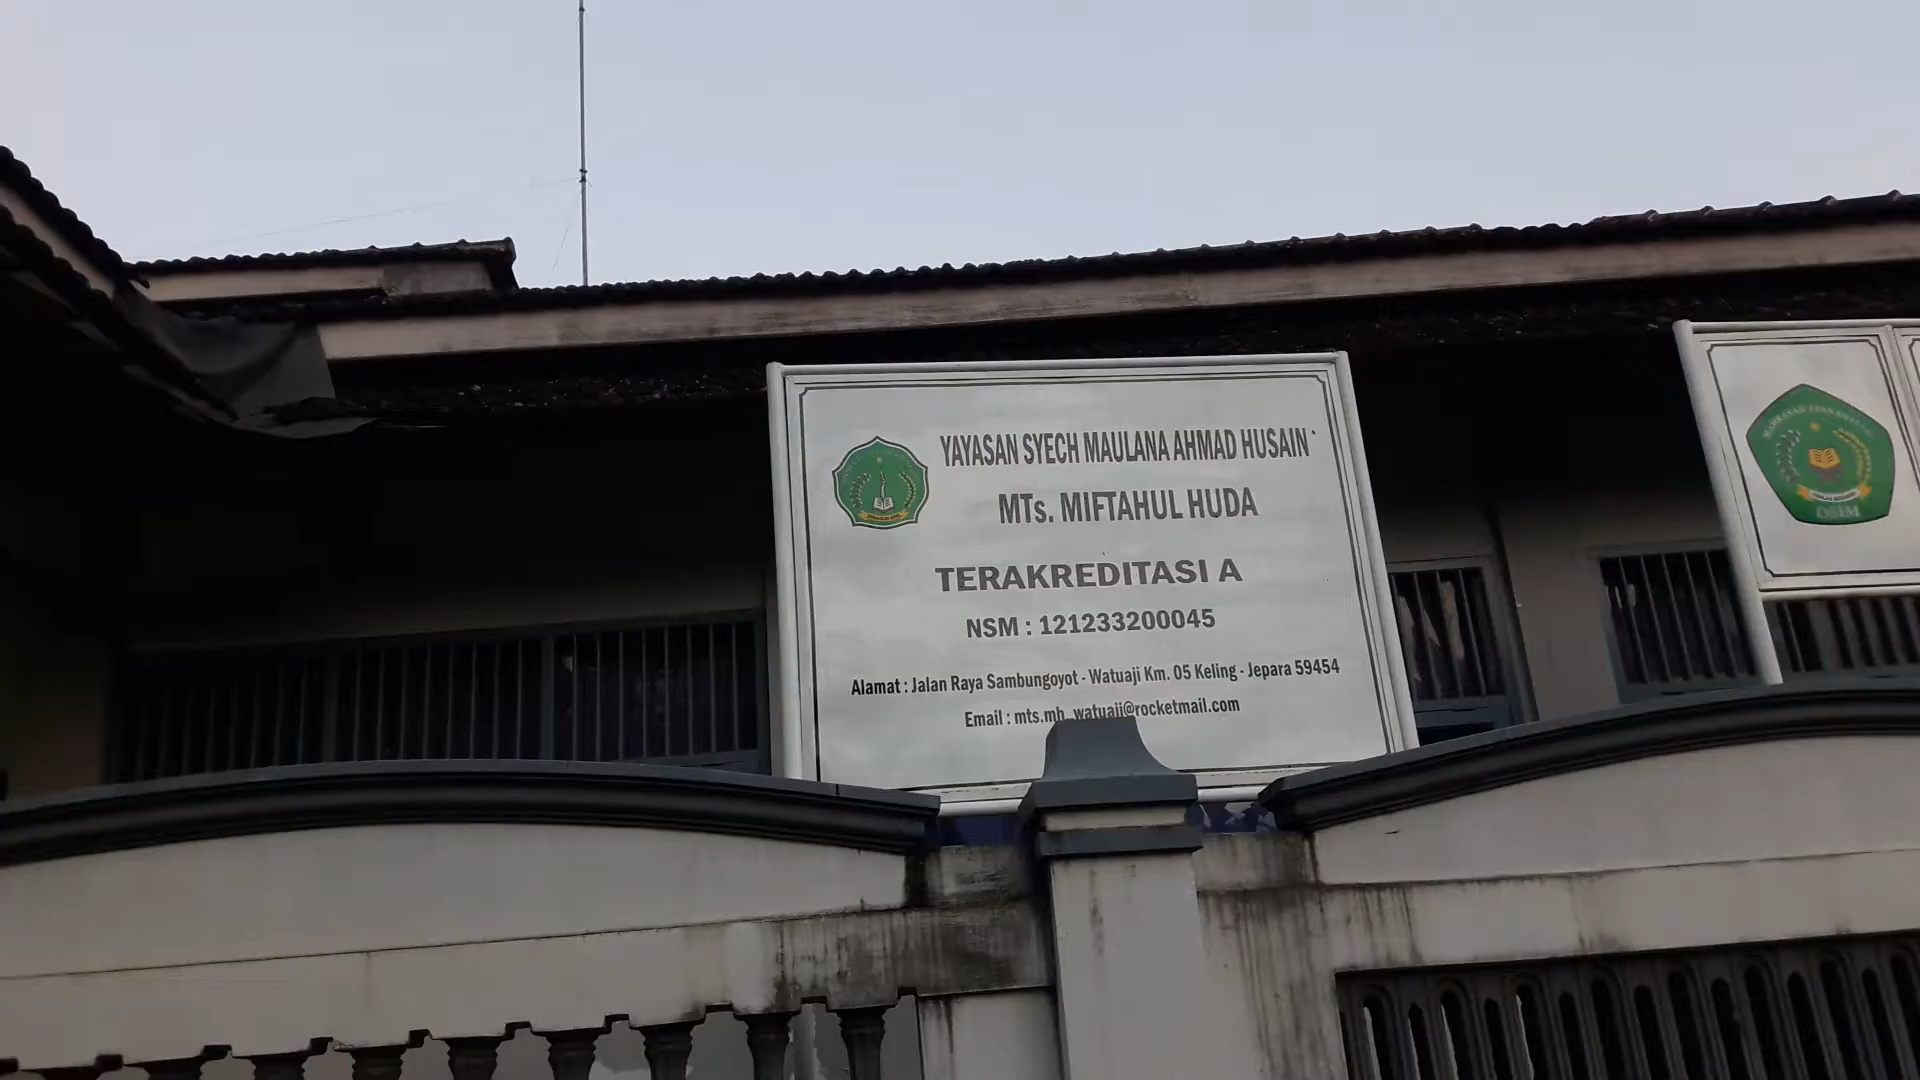 YAYASAN SYECH MAULANA AHMAD HUSAIN
MTs. MIFTAHUL HUDA
TERAKREDITASI A
NSM : 121233200045
Alamat : Jalan Raya Sambungoyot - Watuaji Km. 05 Keling - Jepara 59454
Email : mts.mh_watuaji@rocketmail.com
OSIM